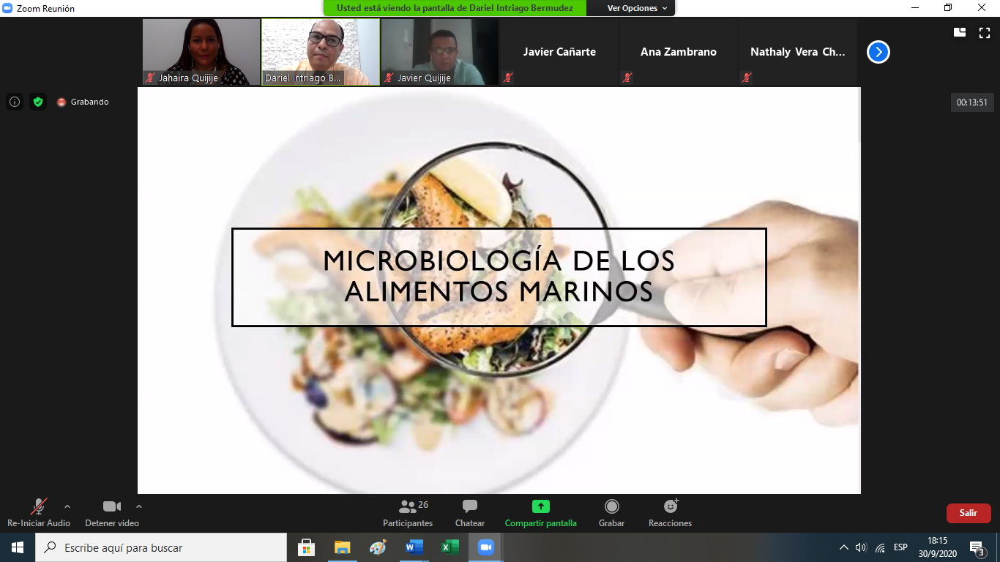 Zoom Reunión
Usted está viendo la pantalla de Dariel Intriago Bermudez
Ver Opciones
Jahaira Quijije
Dariel Intriago B...
Javier Quijije
Javier Cañarte
Ana Zambrano
Nathaly Vera Ch...
Grabando
00:13:51
MICROBIOLOGÍA DE LOS
ALIMENTOS MARINOS
Re-Iniciar Audio
Detener video
26
Participantes
Chatear
Compartir pantalla
Grabar
Reacciones
Salir
Escribe aquí para buscar
ESP
18:15
30/9/2020
3